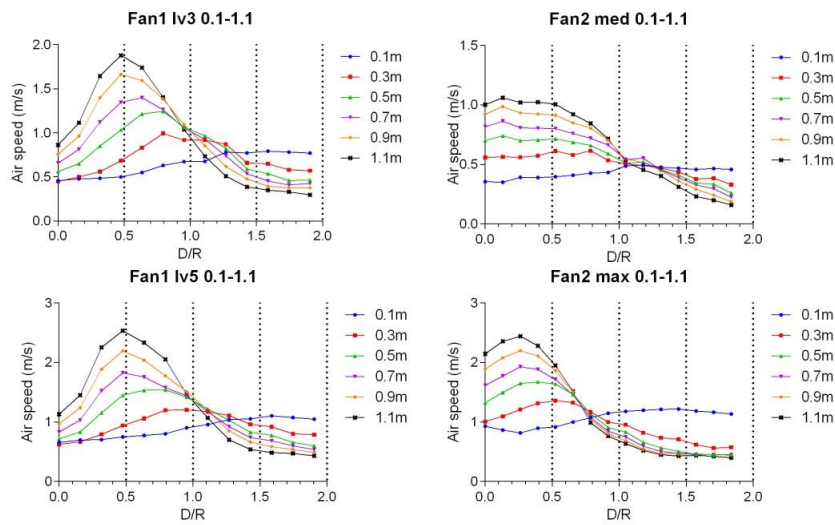 Fan1 lv3 0.1-1.1
2.0
1.5
1.0
0.5
0.0
Air speed (m/s)
0.0 0.5 1.0 1.5 2.0
D/R
0.1m
0.3m
0.5m
0.7m
0.9m
1.1m
Fan2 med 0.1-1.1
1.5
1.0
0.5
0.0
Air speed (m/s)
0.0 0.5 1.0 1.5 2.0
D/R
0.1m
0.3m
0.5m
0.7m
0.9m
1.1m
Fan1 lv5 0.1-1.1
3
2
1
0
Air speed (m/s)
0.0 0.5 1.0 1.5 2.0
D/R
0.1m
0.3m
0.5m
0.7m
0.9m
1.1m
Fan2 max 0.1-1.1
3
2
1
0
Air speed (m/s)
0.0 0.5 1.0 1.5 2.0
D/R
0.1m
0.3m
0.5m
0.7m
0.9m
1.1m